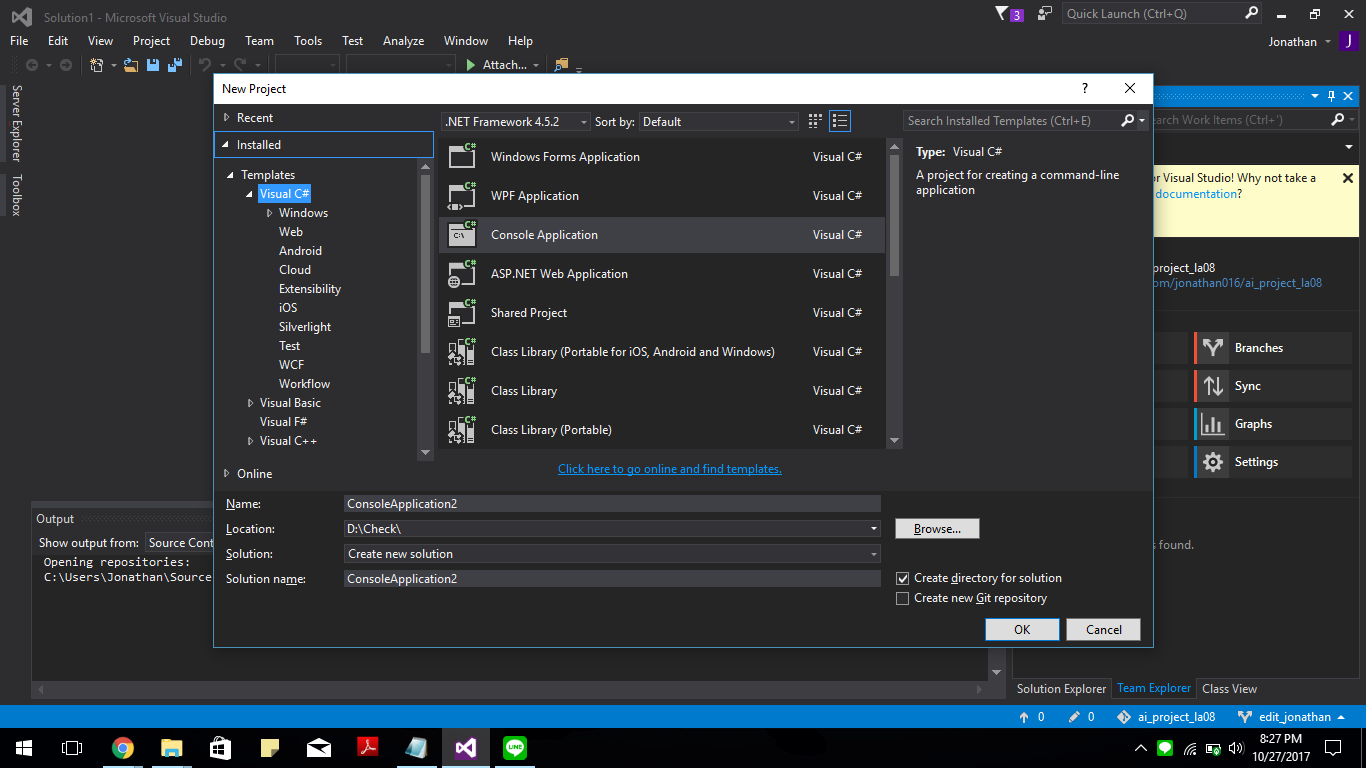 Solution1 - Microsoft Visual Studio
3
Quick Launch (Ctrl+Q)
File Edit View Project Debug Team Tools Test Analyze Window Help
Jonathan J
Attach...
Server Explorer
Toolbox
New Project
?
Recent
Installed
Templates
Visual C#
Windows
Web
Android
Cloud
Extensibility
iOS
Silverlight
Test
WCF
Workflow
Visual Basic
Visual F#
Visual C++
Online
.NET Framework 4.5.2 Sort by: Default
Search Installed Templates (Ctrl+E)
Windows Forms Application Visual C#
WPF Application Visual C#
Console Application Visual C#
ASP.NET Web Application Visual C#
Shared Project Visual C#
Class Library (Portable for iOS, Android and Windows) Visual C#
Class Library Visual C#
Class Library (Portable) Visual C#
Click here to go online and find templates.
Type: Visual C#
A project for creating a command-line
application
Name: ConsoleApplication2
Location: D:\Check\
Browse...
Solution: Create new solution
Solution name: ConsoleApplication2
Create directory for solution
Create new Git repository
OK Cancel
Work Items (Ctrl+')
Visual Studio! Why not take a
documentation?
project_la08
om/jonathan016/ai_project_la08
Branches
Sync
Graphs
Settings
found.
Output
Show output from: Source Cont
Opening repositories:
C:\Users\Jonathan\Source
Solution Explorer Team Explorer Class View
0 0 ai_project_la08 edit_jonathan
LINE
8:27 PM
10/27/2017